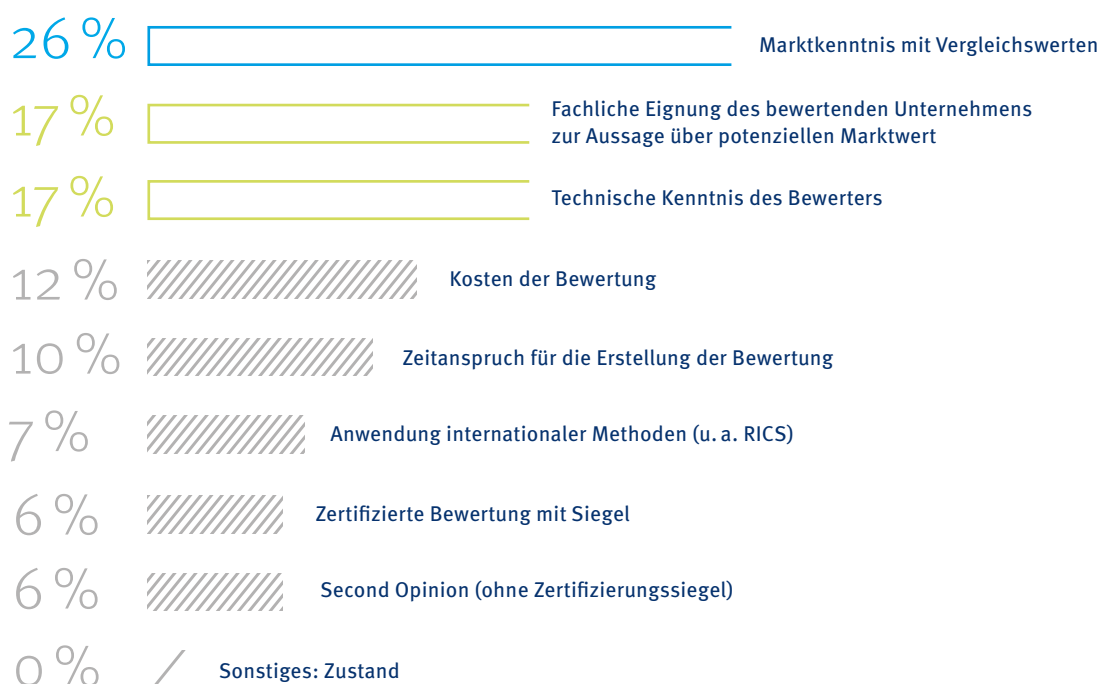 26 % Marktkenntnis mit Vergleichswerten
17 % Fachliche Eignung des bewertenden Unternehmens
zur Aussage über potenziellen Marktwert
17 % Technische Kenntnis des Bewerters
12 % Kosten der Bewertung
10 % Zeitanspruch für die Erstellung der Bewertung
7 % Anwendung internationaler Methoden (u. a. RICS)
6 % Zertifizierte Bewertung mit Siegel
6 % Second Opinion (ohne Zertifizierungssiegel)
0 % Sonstiges: Zustand